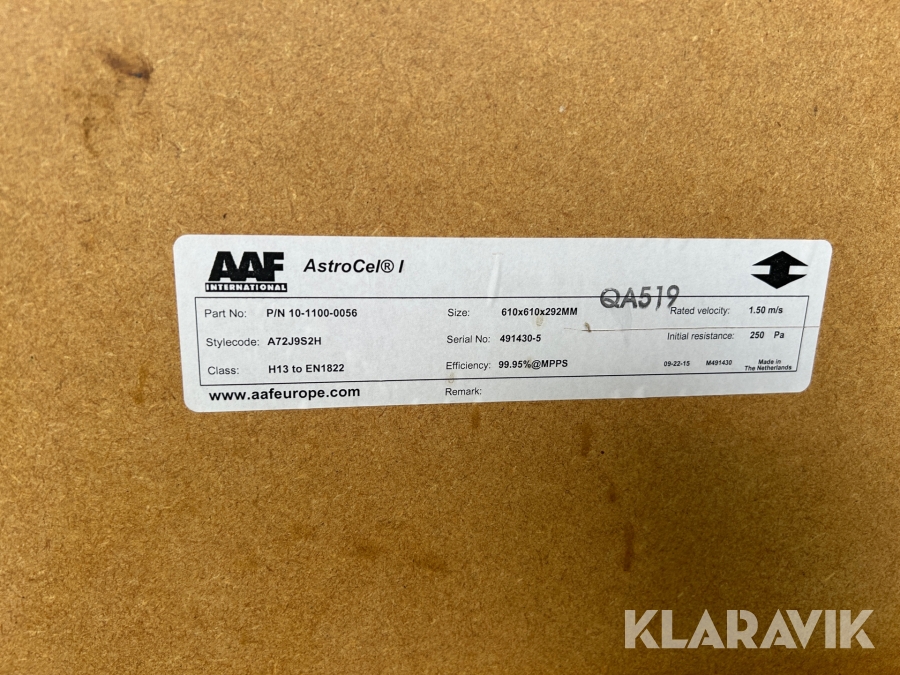 AAF INTERNATIONAL
AstroCel® I
QA519
Part No: P/N 10-1100-0056 Size: 610x610x292MM Rated velocity: 1.50 m/s
Stylecode: A72J9S2H Serial No: 491430-5 Initial resistance: 250 Pa
Class: H13 to EN1822 Efficiency: 99.95%@MPPS 09-22-15 M491430 Made in The Netherlands
www.aafeurope.com Remark:
KLARAVIK